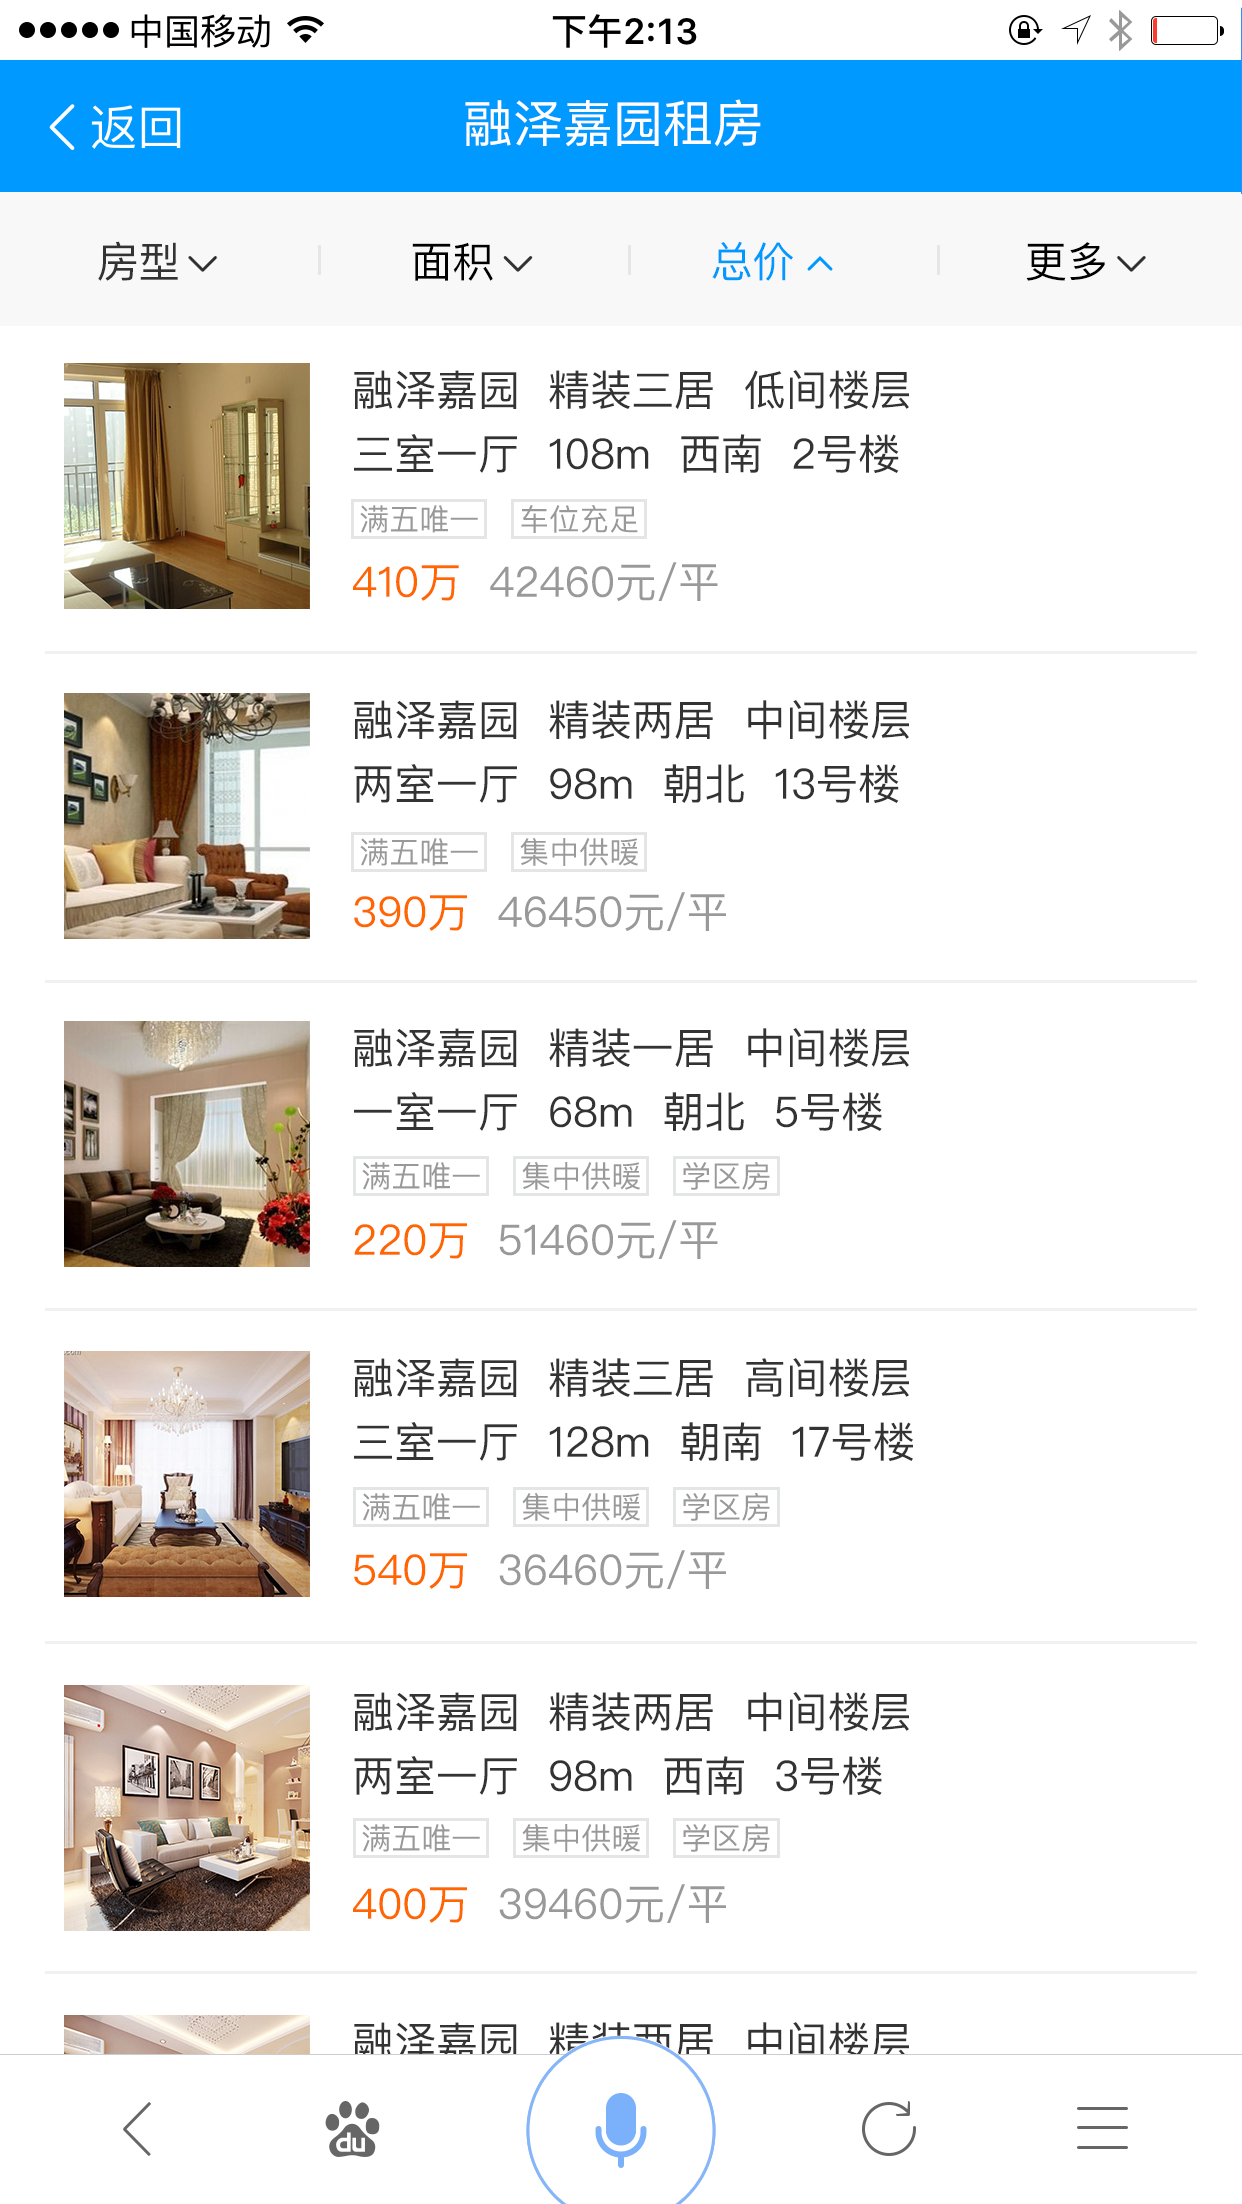 中国移动 下午2:13
返回 融泽嘉园租房
房型 面积 总价 更多
融泽嘉园 精装三居 低间楼层
三室一厅 108m 西南 2号楼
满五唯一 车位充足
410万 42460元/平
融泽嘉园 精装两居 中间楼层
两室一厅 98m 朝北 13号楼
满五唯一 集中供暖
390万 46450元/平
融泽嘉园 精装一居 中间楼层
一室一厅 68m 朝北 5号楼
满五唯一 集中供暖 学区房
220万 51460元/平
融泽嘉园 精装三居 高间楼层
三室一厅 128m 朝南 17号楼
满五唯一 集中供暖 学区房
540万 36460元/平
融泽嘉园 精装两居 中间楼层
两室一厅 98m 西南 3号楼
满五唯一 集中供暖 学区房
400万 39460元/平
融泽嘉园 精装两居 中间楼层
du